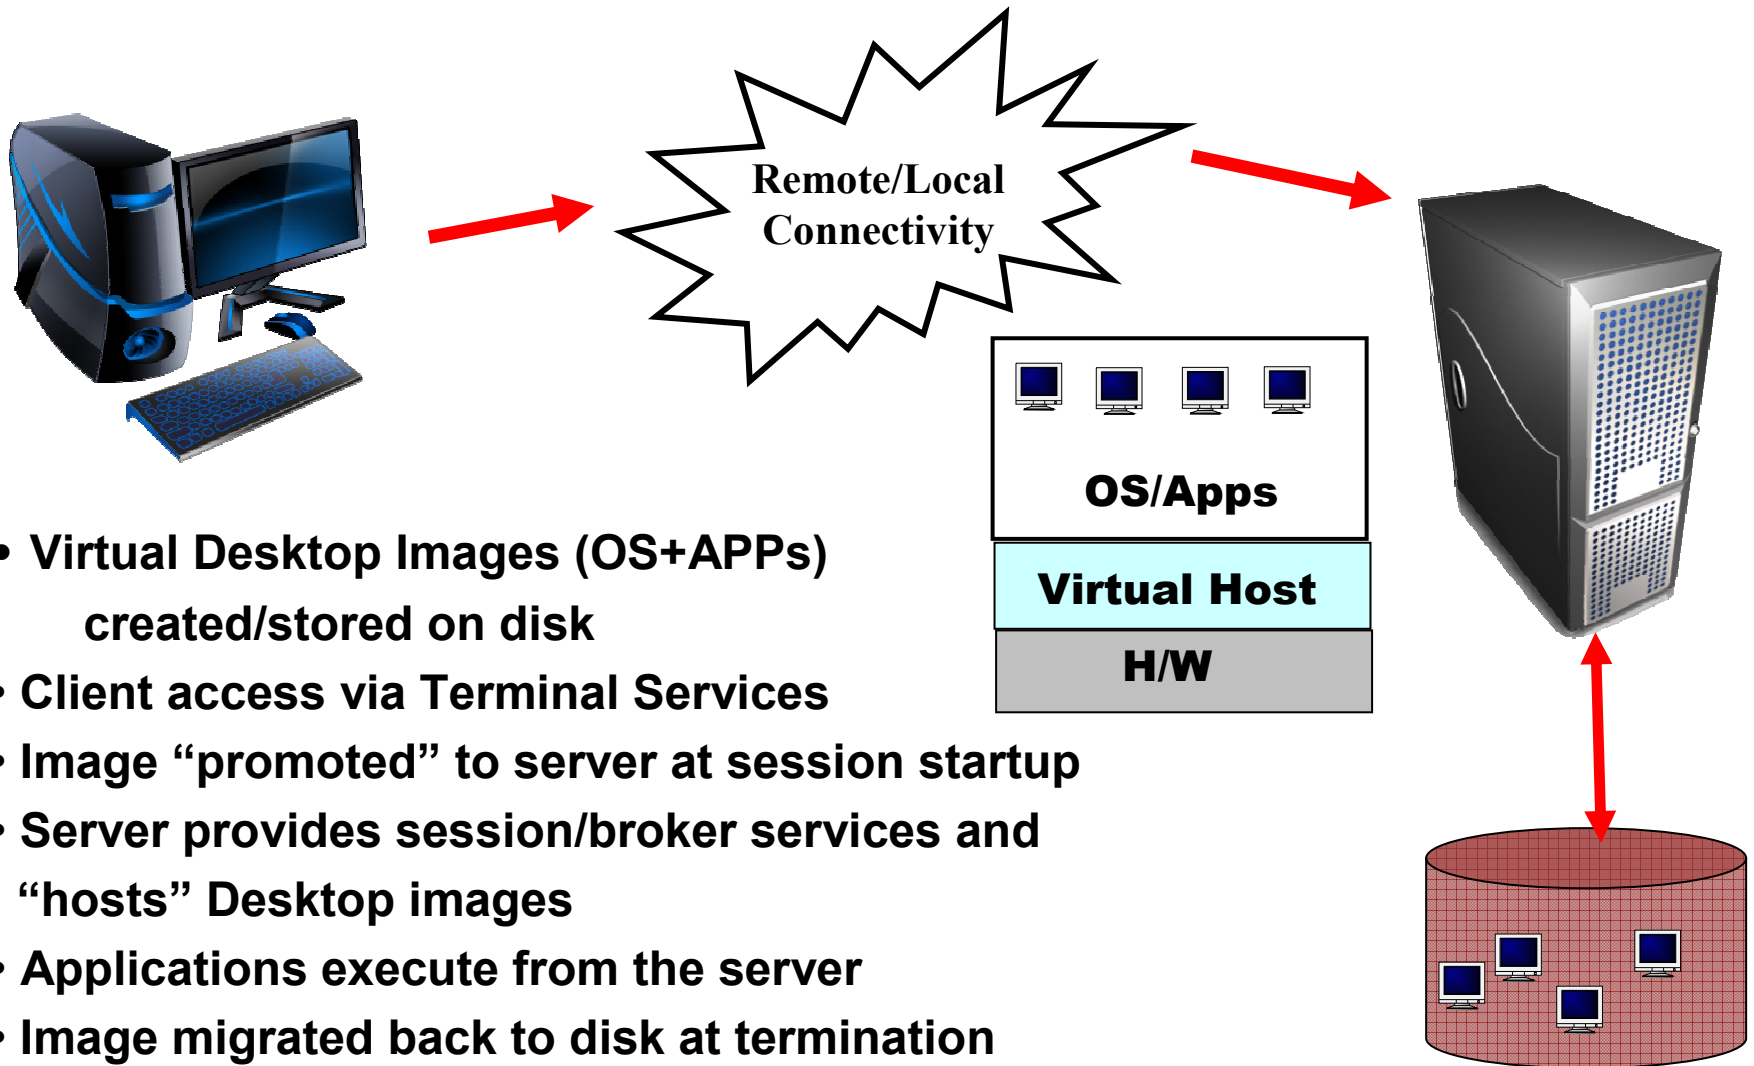 Remote/Local
Connectivity
OS/Apps
Virtual Host
H/W
• Virtual Desktop Images (OS+APPs)
created/stored on disk
• Client access via Terminal Services
• Image “promoted” to server at session startup
• Server provides session/broker services and
“hosts” Desktop images
• Applications execute from the server
• Image migrated back to disk at termination